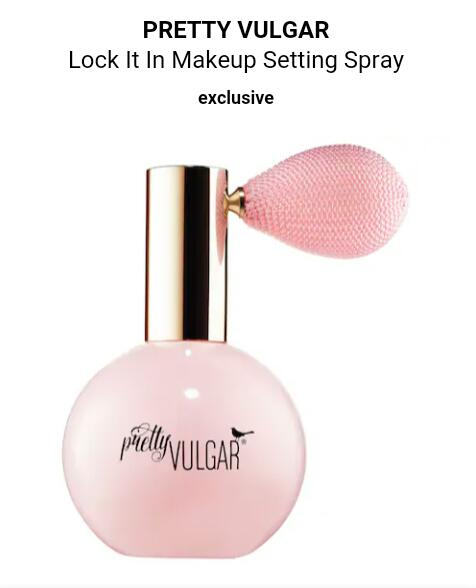 PRETTY VULGAR
Lock It In Makeup Setting Spray
exclusive
pretty VULGAR®